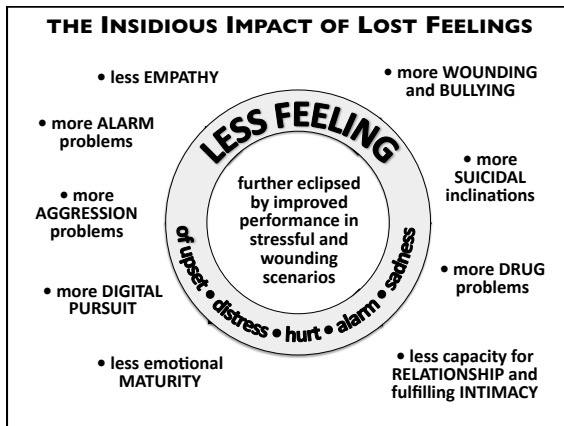 THE INSIDIOUS IMPACT OF LOST FEELINGS
• less EMPATHY
• more ALARM
problems
• more
AGGRESSION
problems
• more DIGITAL
PURSUIT
• less emotional
MATURITY
LESS FEELING
further eclipsed
by improved
performance in
stressful and
wounding
scenarios
of upset • distress • hurt • alarm • sadness
• more WOUNDING
and BULLYING
• more
SUICIDAL
inclinations
• more DRUG
problems
• less capacity for
RELATIONSHIP and
fulfilling INTIMACY